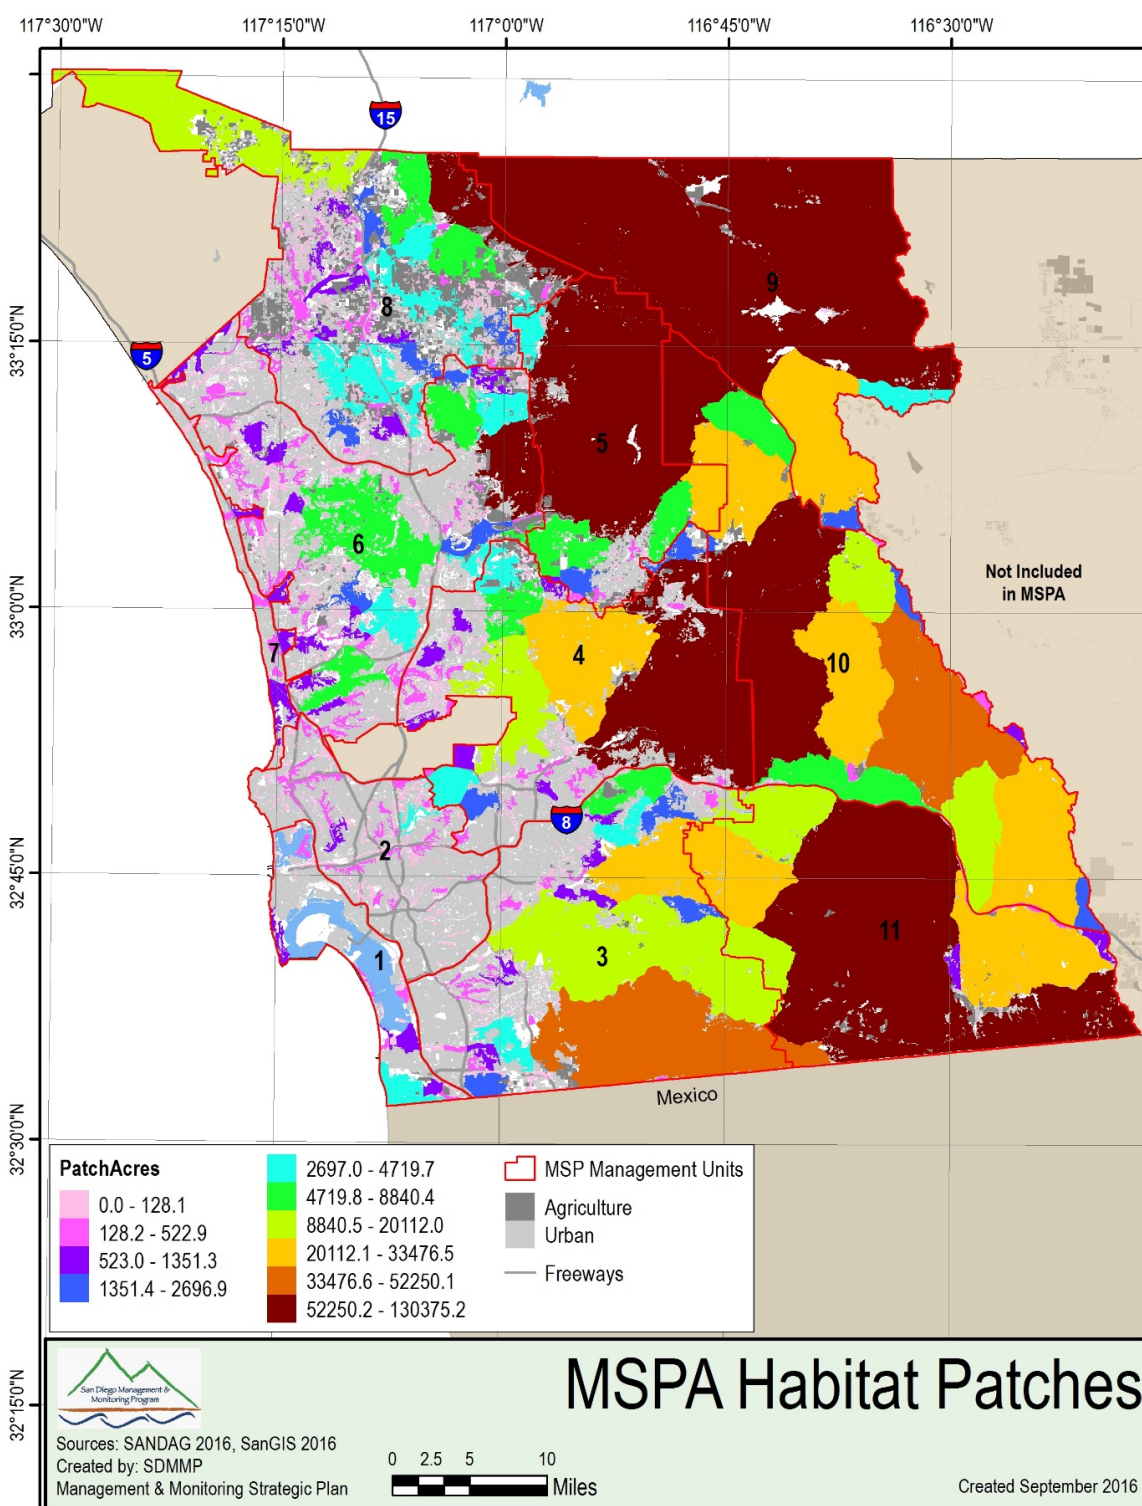 117°30'0"W 117°15'0"W 117°0'0"W 116°45'0"W 116°30'0"W
15
9
8
33°15'0"N
5
5
6
Not Included
in MSPA
33°0'0"N
7
4
10
8
2
32°45'0"N
11
3
1
Mexico
32°30'0"N
PatchAcres
0.0 - 128.1
128.2 - 522.9
523.0 - 1351.3
1351.4 - 2696.9
2697.0 - 4719.7
4719.8 - 8840.4
8840.5 - 20112.0
20112.1 - 33476.5
33476.6 - 52250.1
52250.2 - 130375.2
MSP Management Units
Agriculture
Urban
Freeways
32°15'0"N
San Diego Management &
Monitoring Program
MSPA Habitat Patches
Sources: SANDAG 2016, SanGIS 2016
Created by: SDMMP
Management & Monitoring Strategic Plan
0 2.5 5 10
Miles
Created September 2016